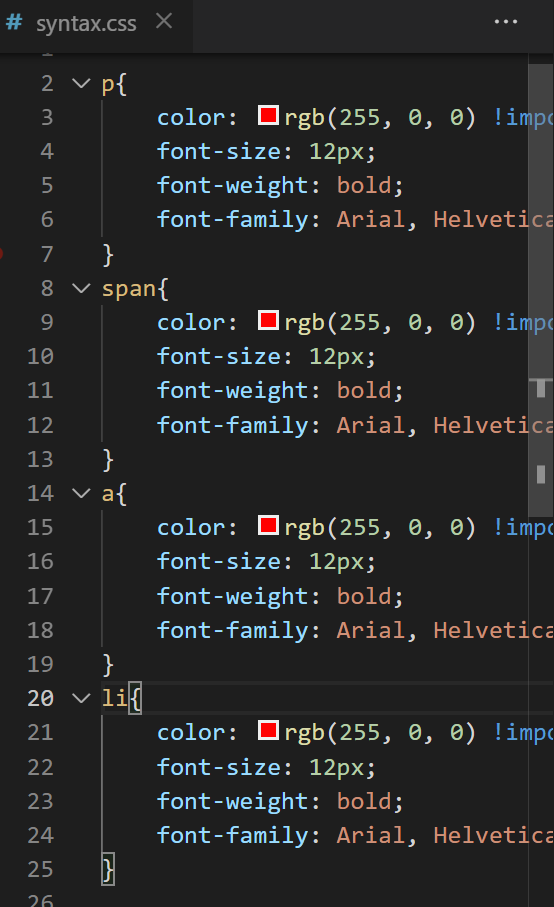 # syntax.css ×
1
2 p{
3 color: rgb(255, 0, 0) !impo
4 font-size: 12px;
5 font-weight: bold;
6 font-family: Arial, Helvetica
7 }
8 span{
9 color: rgb(255, 0, 0) !impo
10 font-size: 12px;
11 font-weight: bold;
12 font-family: Arial, Helvetica
13 }
14 a{
15 color: rgb(255, 0, 0) !impo
16 font-size: 12px;
17 font-weight: bold;
18 font-family: Arial, Helvetica
19 }
20 li{
21 color: rgb(255, 0, 0) !impo
22 font-size: 12px;
23 font-weight: bold;
24 font-family: Arial, Helvetica
25 }
26